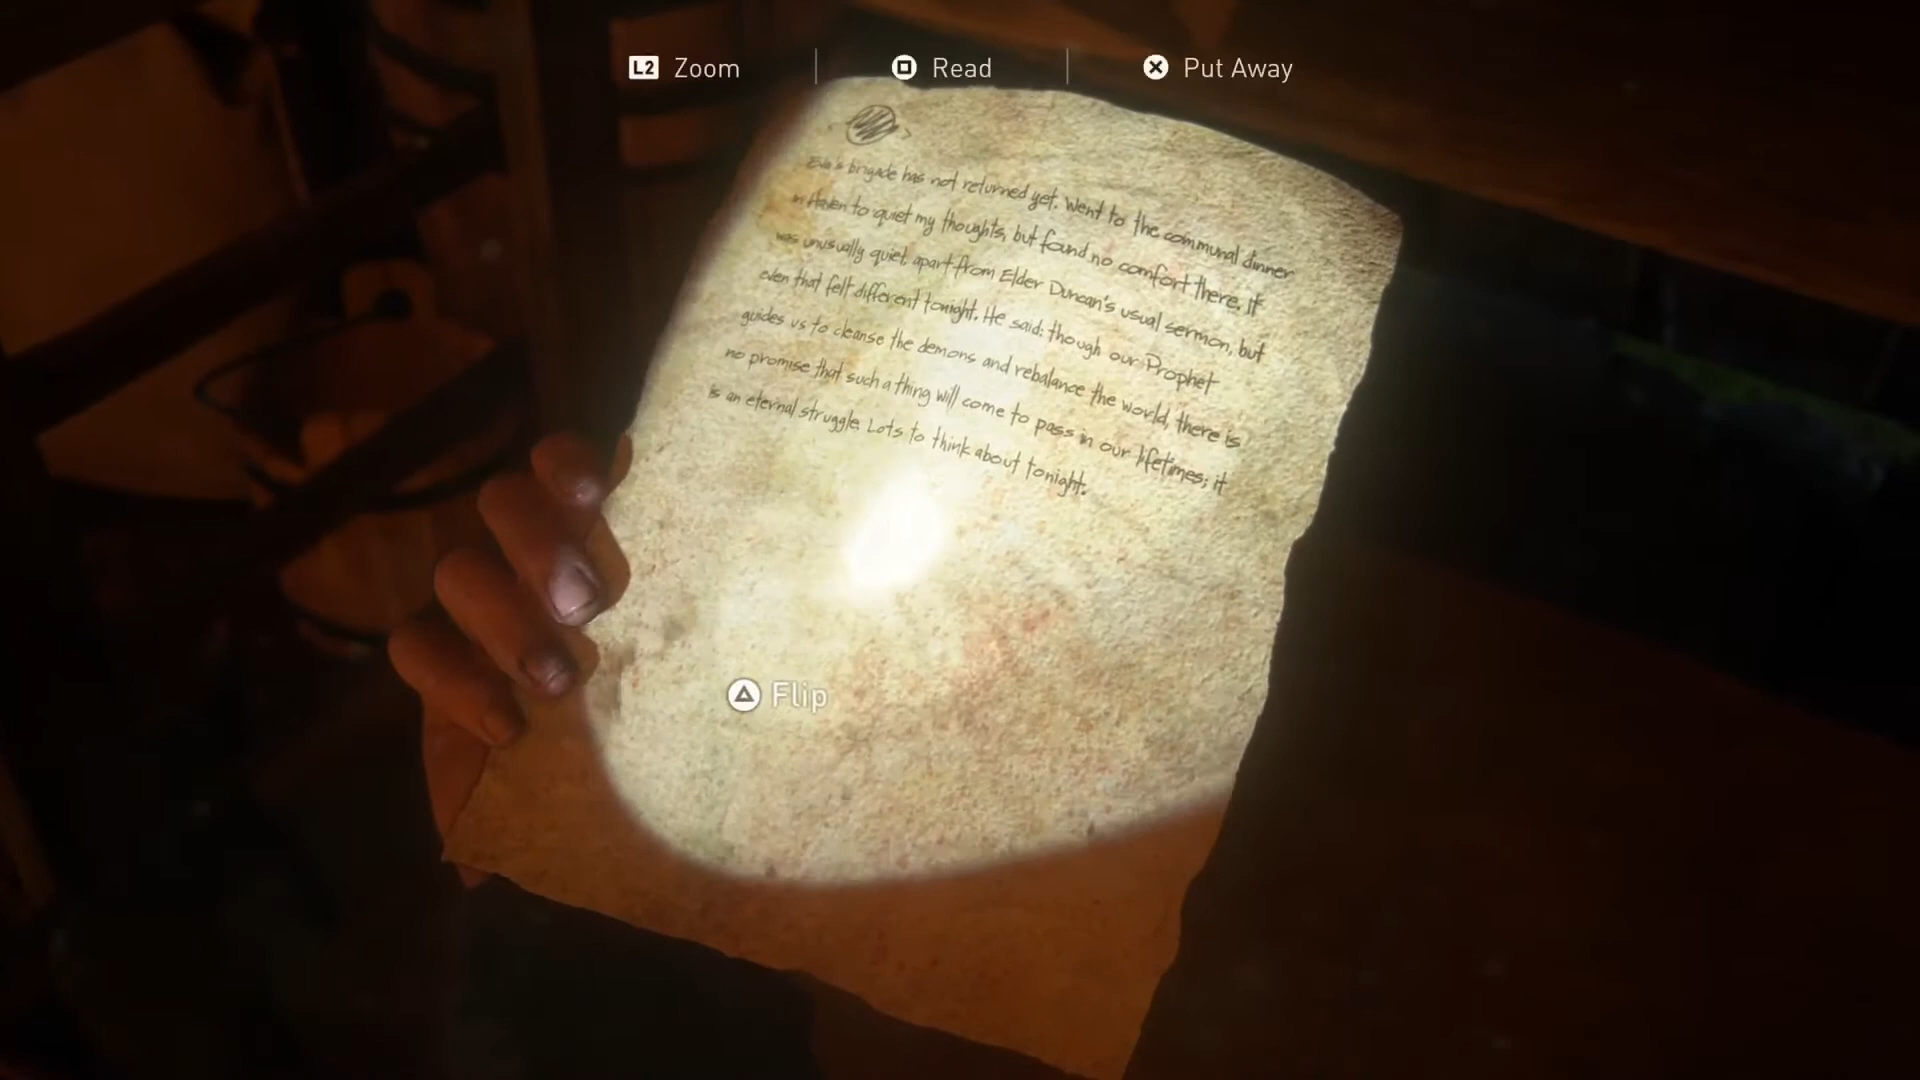 L2 Zoom | Read | Put Away
Eva's brigade has not returned yet. Went to the communal dinner
in Haven to quiet my thoughts, but found no comfort there. It
was unusually quiet, apart from Elder Duncan's usual sermon, but
even that felt different tonight. He said: though our Prophet
guides us to cleanse the demons and rebalance the world, there is
no promise that such a thing will come to pass in our lifetimes; it
is an eternal struggle. Lots to think about tonight.
Flip